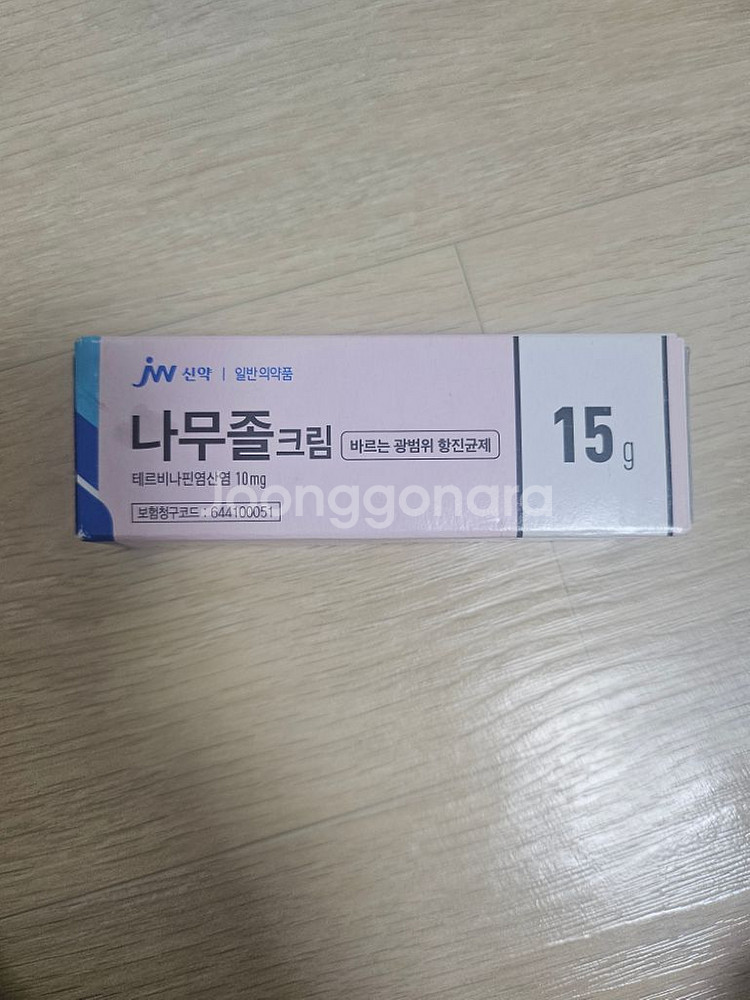 JW 신약 | 일반의약품
나무졸크림 바르는 광범위 항진균제
15 g
테르비나핀염산염 10mg
joonggonara
보험청구코드 : 644100051